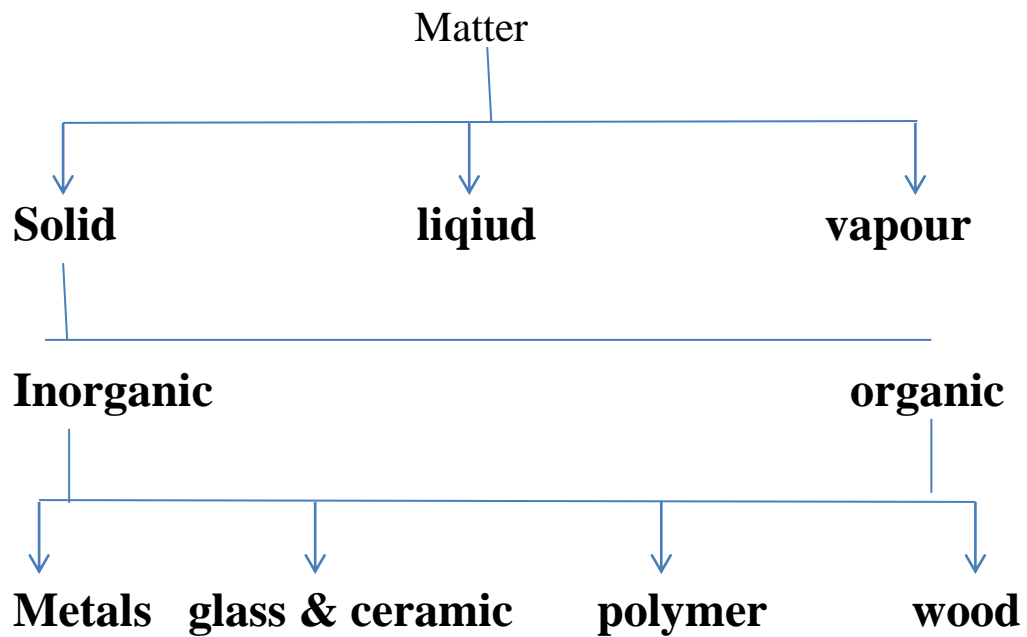 Matter
Solid liqiud vapour
Inorganic organic
Metals glass & ceramic polymer wood